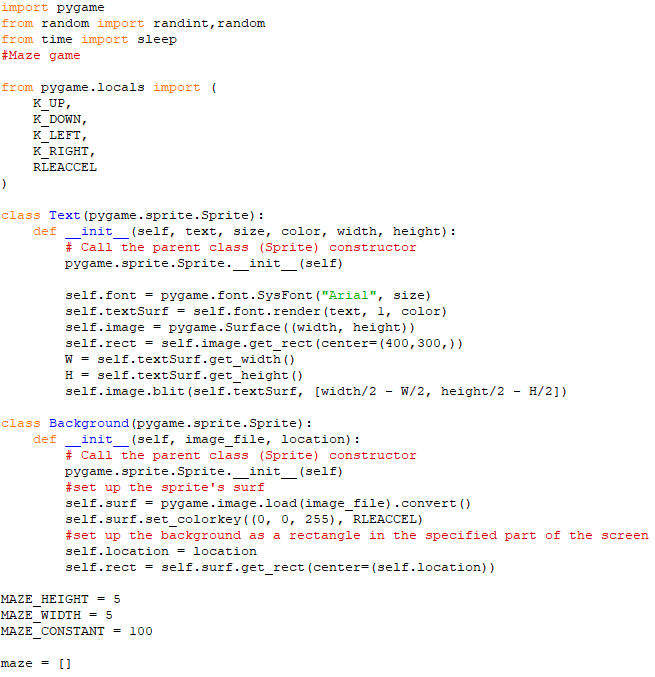 import pygame
from random import randint,random
from time import sleep
#Maze game

from pygame.locals import (
    K_UP,
    K_DOWN,
    K_LEFT,
    K_RIGHT,
    RLEACCEL
)

class Text(pygame.sprite.Sprite):
    def __init__(self, text, size, color, width, height):
        # Call the parent class (Sprite) constructor
        pygame.sprite.Sprite.__init__(self)

        self.font = pygame.font.SysFont("Arial", size)
        self.textSurf = self.font.render(text, 1, color)
        self.image = pygame.Surface((width, height))
        self.rect = self.image.get_rect(center=(400,300,))
        W = self.textSurf.get_width()
        H = self.textSurf.get_height()
        self.image.blit(self.textSurf, [width/2 - W/2, height/2 - H/2])

class Background(pygame.sprite.Sprite):
    def __init__(self, image_file, location):
        # Call the parent class (Sprite) constructor
        pygame.sprite.Sprite.__init__(self)
        #set up the sprite's surf
        self.surf = pygame.image.load(image_file).convert()
        self.surf.set_colorkey((0, 0, 255), RLEACCEL)
        #set up the background as a rectangle in the specified part of the screen
        self.location = location
        self.rect = self.surf.get_rect(center=(self.location))

MAZE_HEIGHT = 5
MAZE_WIDTH = 5
MAZE_CONSTANT = 100

maze = []